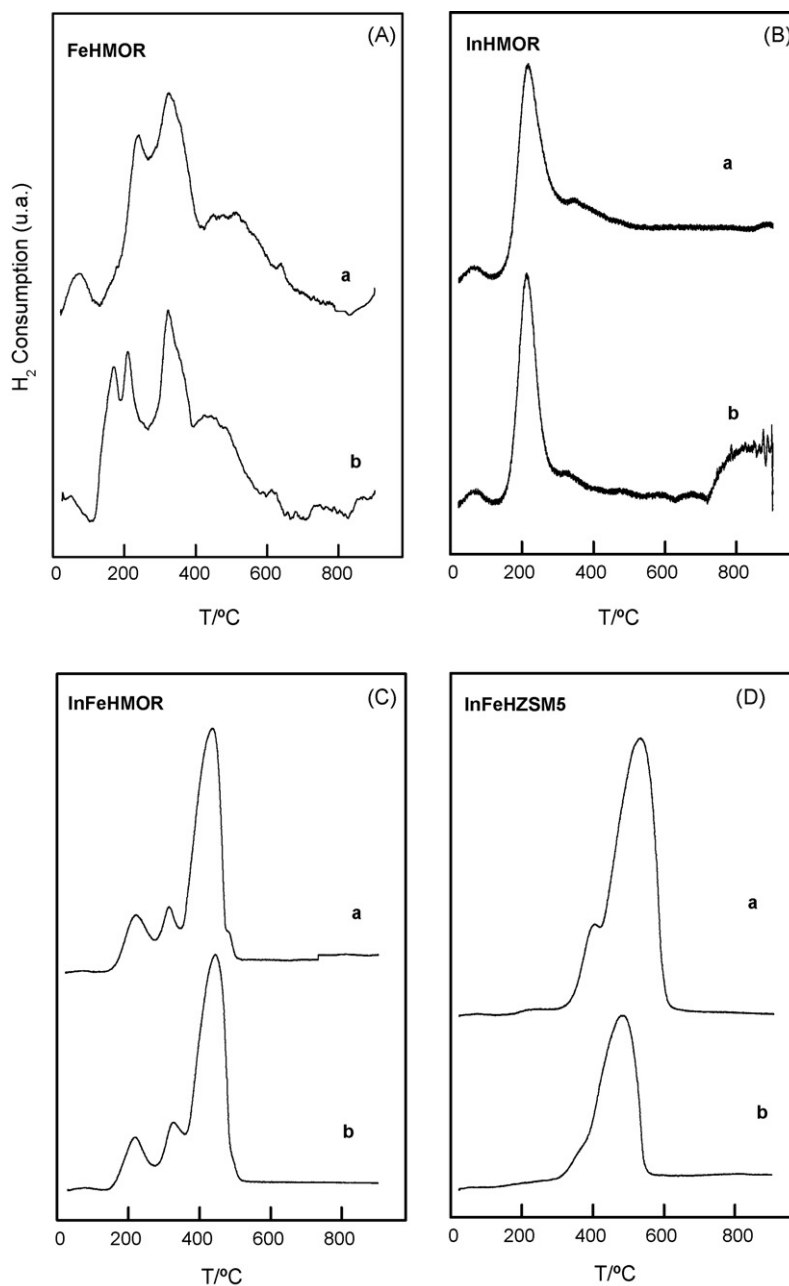 FeHMOR (A)
a
b
0 200 400 600 800
T/ºC
H₂ Consumption (u.a.)
InHMOR (B)
a
b
0 200 400 600 800
T/ºC
InFeHMOR (C)
a
b
0 200 400 600 800
T/ºC
InFeHZSM5 (D)
a
b
0 200 400 600 800
T/ºC